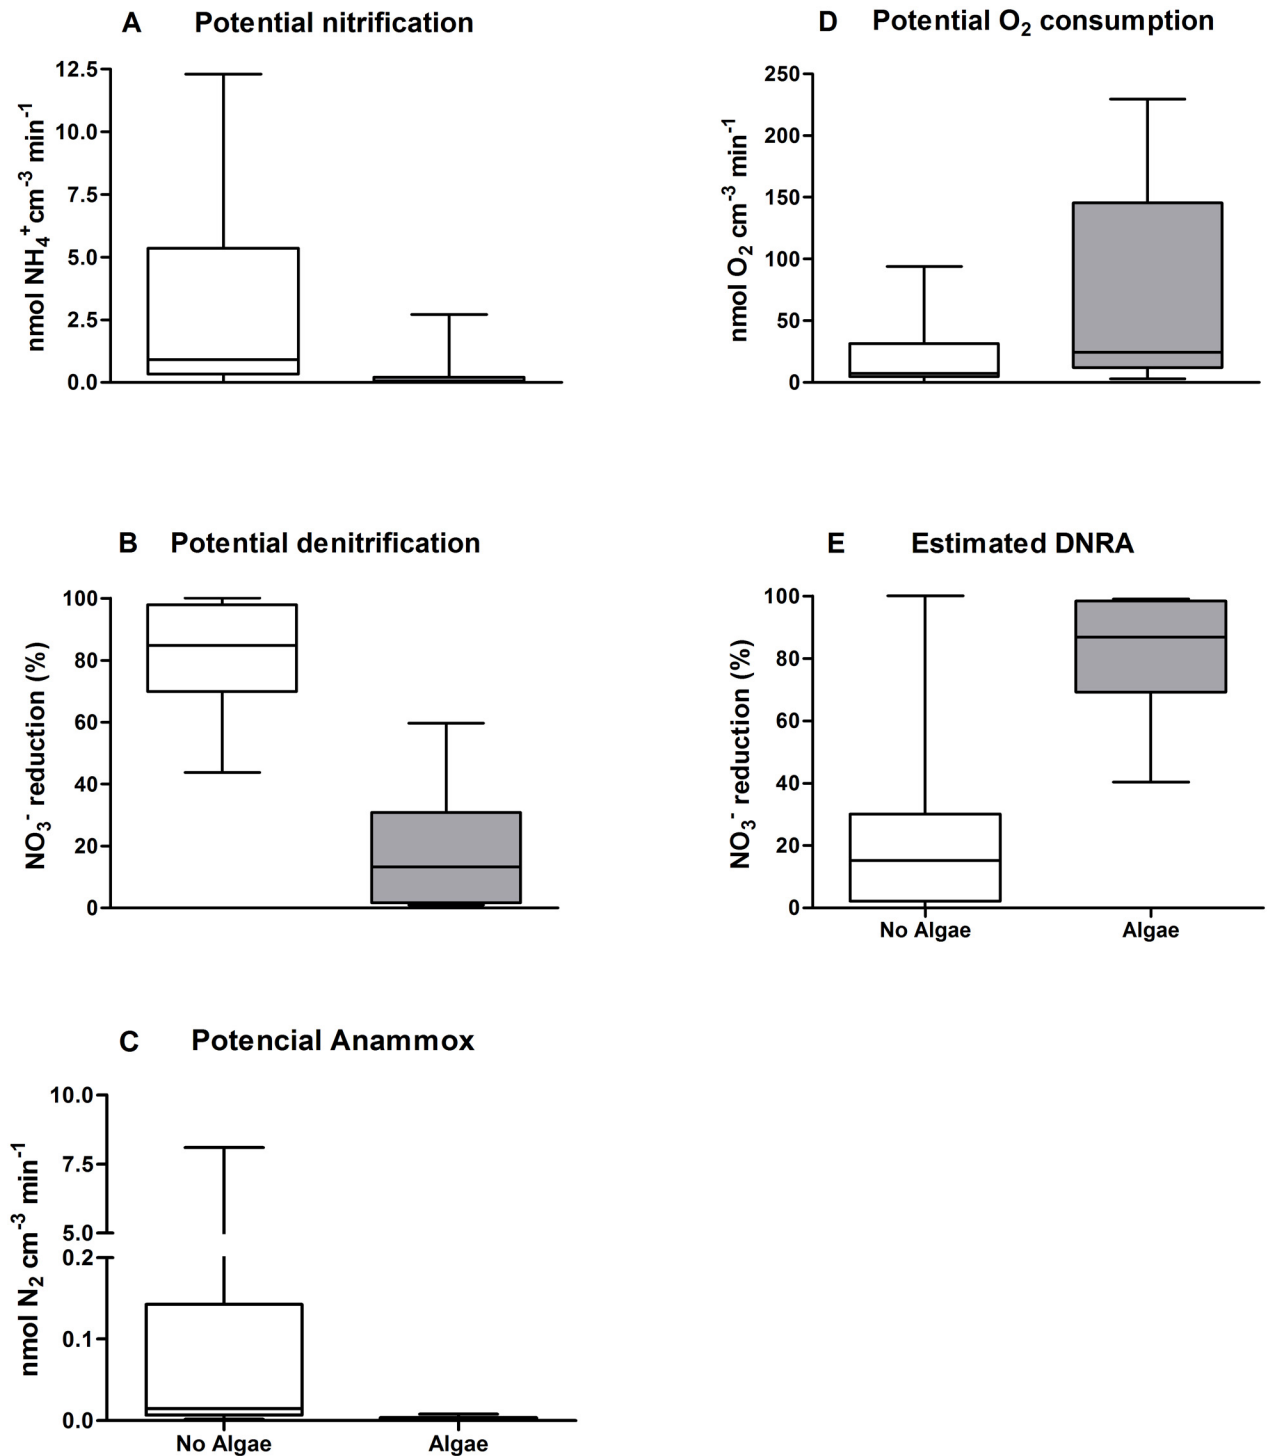 A Potential nitrification
nmol NH₄⁺cm⁻³ min⁻¹
12.5
10.0
7.5
5.0
2.5
0.0
D Potential O₂ consumption
nmol O₂ cm⁻³ min⁻¹
250
200
150
100
50
0
B Potential denitrification
NO₃⁻ reduction (%)
100
80
60
40
20
0
E Estimated DNRA
NO₃⁻ reduction (%)
100
80
60
40
20
0
No Algae Algae
C Potencial Anammox
nmol N₂ cm⁻³ min⁻¹
10.0
7.5
5.0
0.2
0.1
0.0
No Algae Algae